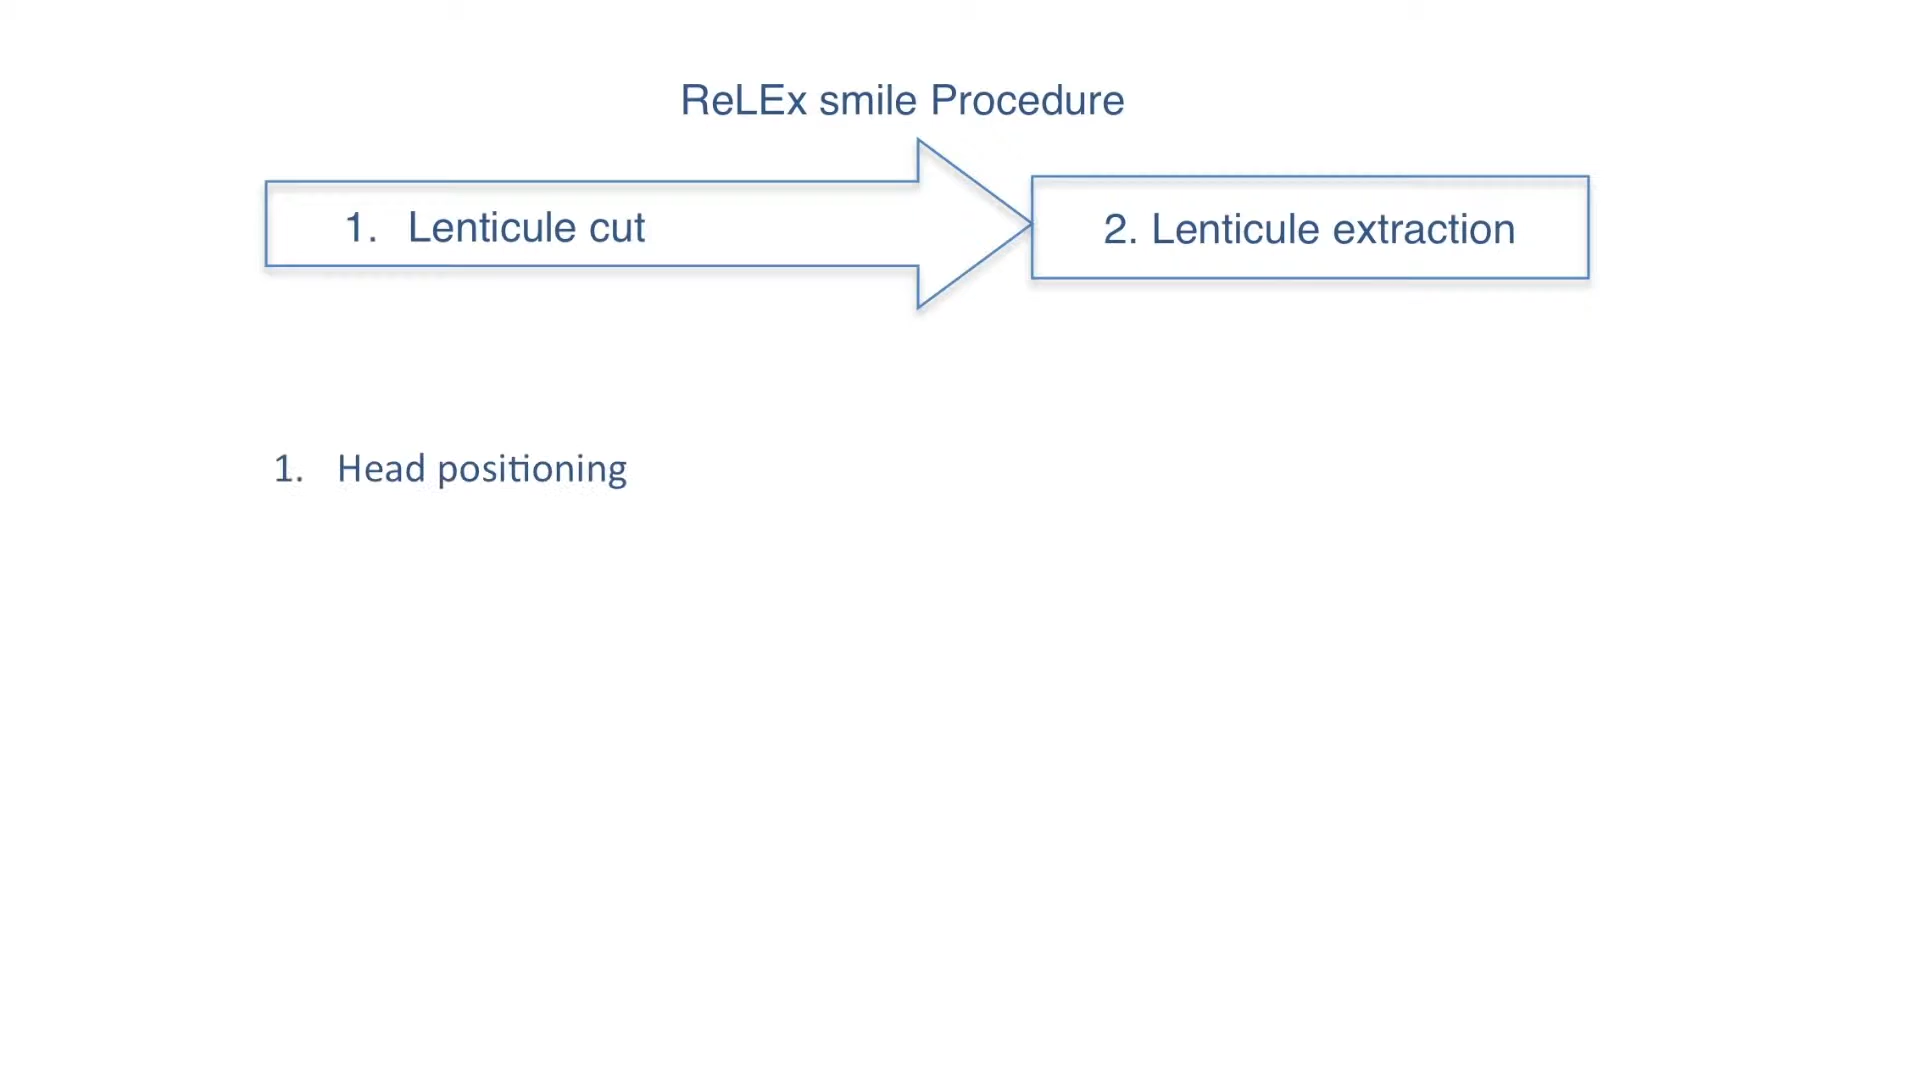 ReLEx smile Procedure
1. Lenticule cut
2. Lenticule extraction
1. Head positioning